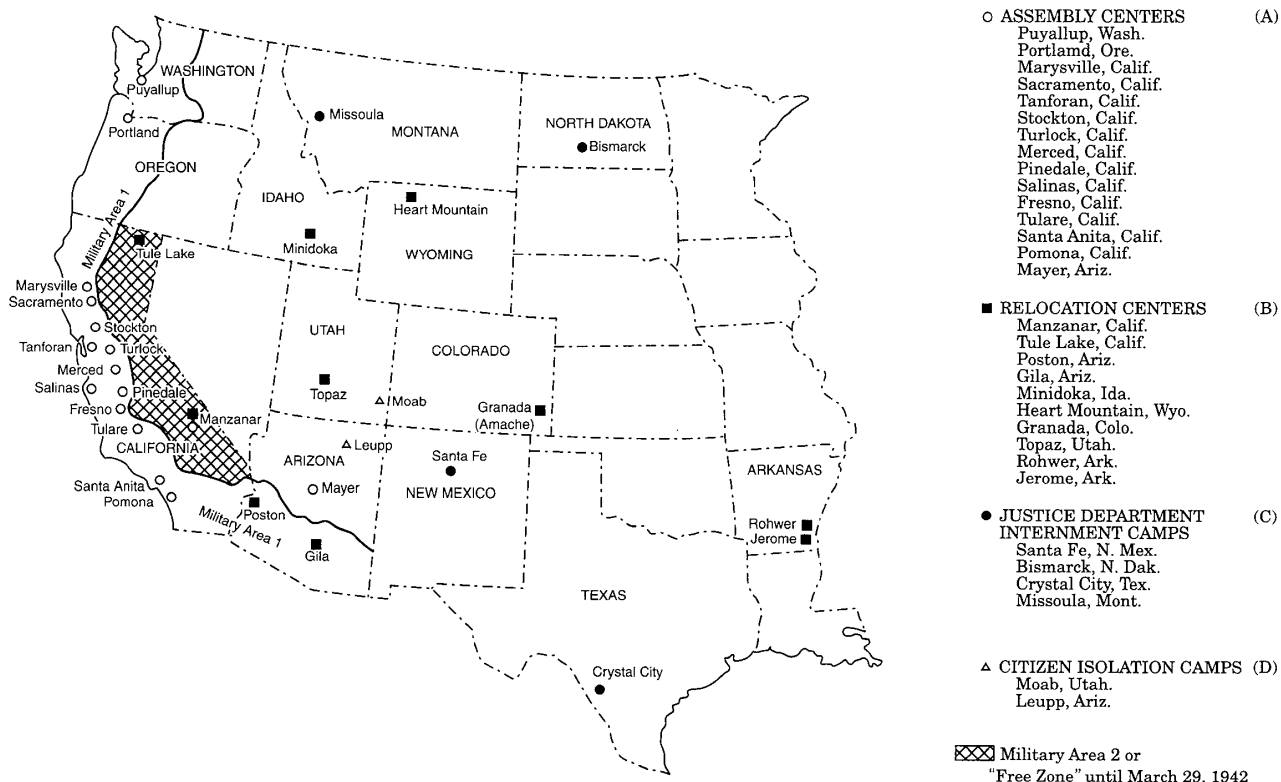 WASHINGTON
Puyallup
Portland
OREGON
Military Area 1
Missoula
MONTANA
NORTH DAKOTA
Bismarck
IDAHO
Heart Mountain
Minidoka
WYOMING
Tule Lake
Marysville
Sacramento
Stockton
Tanforan
Turlock
Merced
Salinas
Pinedale
Fresno
Manzanar
Tulare
CALIFORNIA
Santa Anita
Pomona
UTAH
Topaz
Moab
COLORADO
Granada
(Amache)
Leupp
ARIZONA
Mayer
Santa Fe
NEW MEXICO
Poston
Military Area 1
Gila
ARKANSAS
Rohwer
Jerome
TEXAS
Crystal City
ASSEMBLY CENTERS (A)
Puyallup, Wash.
Portlamd, Ore.
Marysville, Calif.
Sacramento, Calif.
Tanforan, Calif.
Stockton, Calif.
Turlock, Calif.
Merced, Calif.
Pinedale, Calif.
Salinas, Calif.
Fresno, Calif.
Tulare, Calif.
Santa Anita, Calif.
Pomona, Calif.
Mayer, Ariz.
RELOCATION CENTERS (B)
Manzanar, Calif.
Tule Lake, Calif.
Poston, Ariz.
Gila, Ariz.
Minidoka, Ida.
Heart Mountain, Wyo.
Granada, Colo.
Topaz, Utah.
Rohwer, Ark.
Jerome, Ark.
JUSTICE DEPARTMENT (C)
INTERNMENT CAMPS
Santa Fe, N. Mex.
Bismarck, N. Dak.
Crystal City, Tex.
Missoula, Mont.
CITIZEN ISOLATION CAMPS (D)
Moab, Utah.
Leupp, Ariz.
Military Area 2 or
"Free Zone" until March 29, 1942